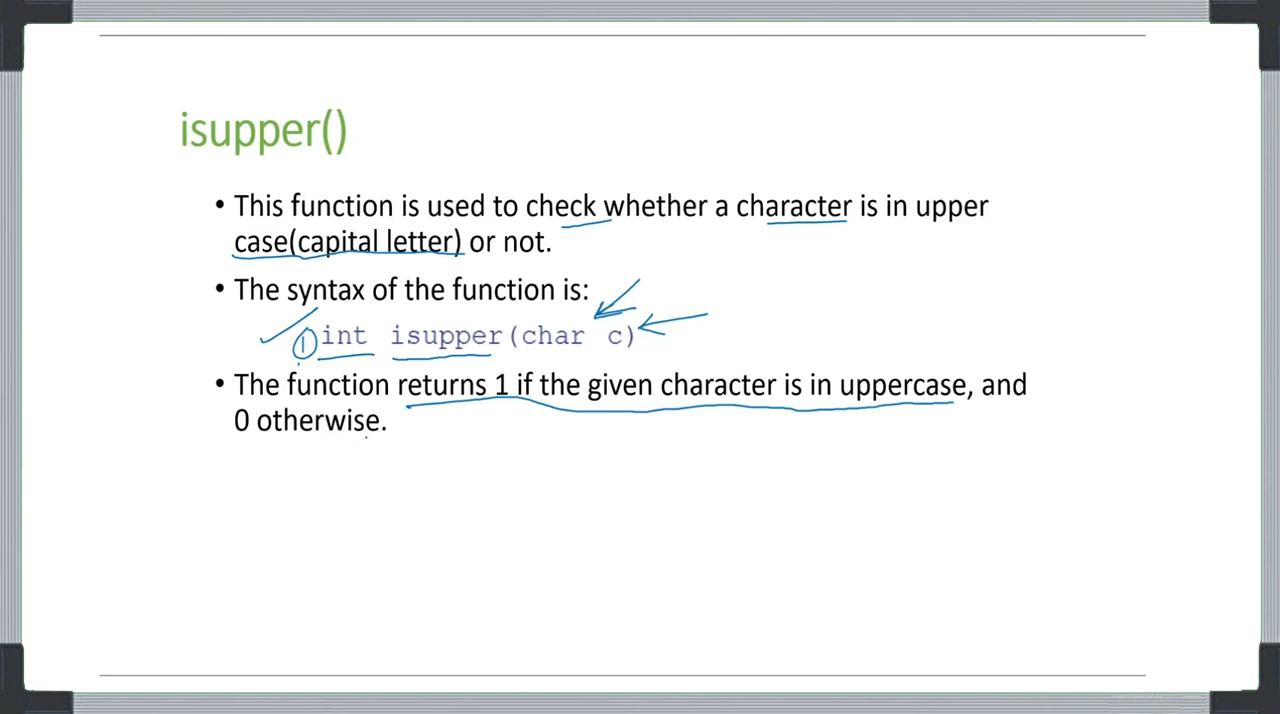 isupper()
• This function is used to check whether a character is in upper
case(capital letter) or not.
• The syntax of the function is:
① int isupper(char c)
• The function returns 1 if the given character is in uppercase, and
0 otherwise.